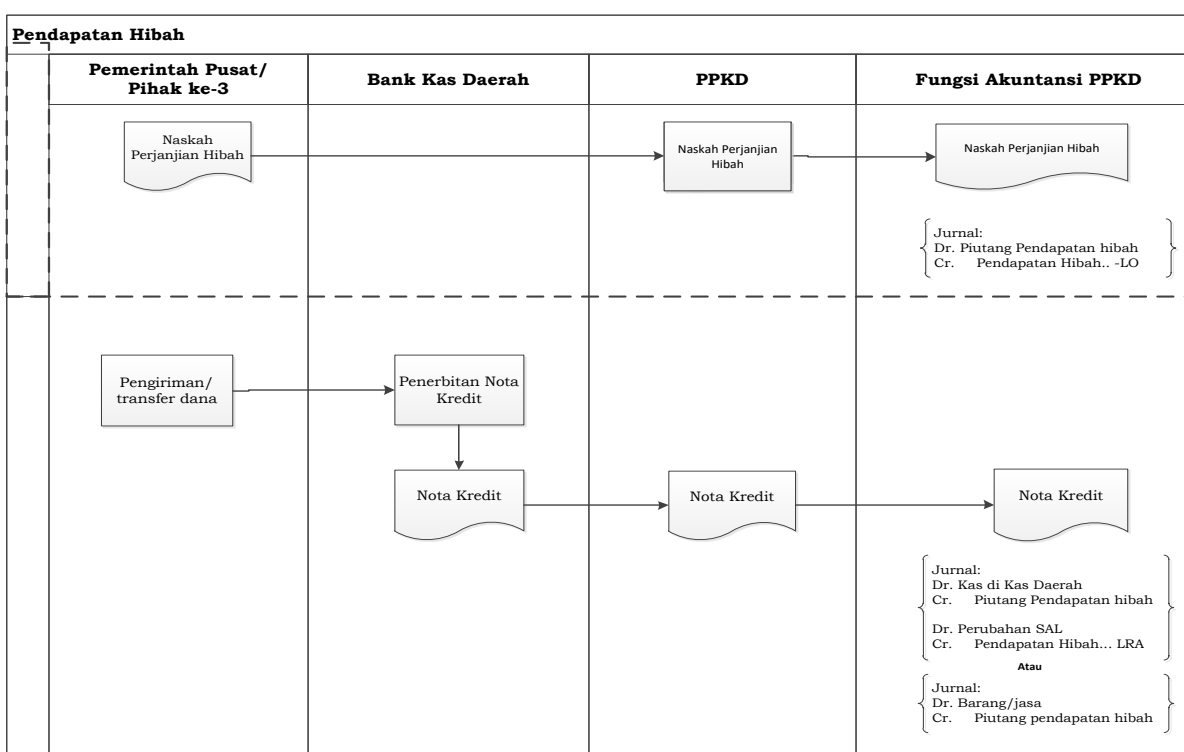 Pendapatan Hibah
Pemerintah Pusat/
Pihak ke-3
Bank Kas Daerah
PPKD
Fungsi Akuntansi PPKD
Naskah
Perjanjian Hibah
Naskah Perjanjian
Hibah
Naskah Perjanjian Hibah
Jurnal:
Dr. Piutang Pendapatan hibah
Cr. Pendapatan Hibah.. -LO
Pengiriman/
transfer dana
Penerbitan Nota
Kredit
Nota Kredit
Nota Kredit
Nota Kredit
Jurnal:
Dr. Kas di Kas Daerah
Cr. Piutang Pendapatan hibah
Dr. Perubahan SAL
Cr. Pendapatan Hibah... LRA
Atau
Jurnal:
Dr. Barang/jasa
Cr. Piutang pendapatan hibah